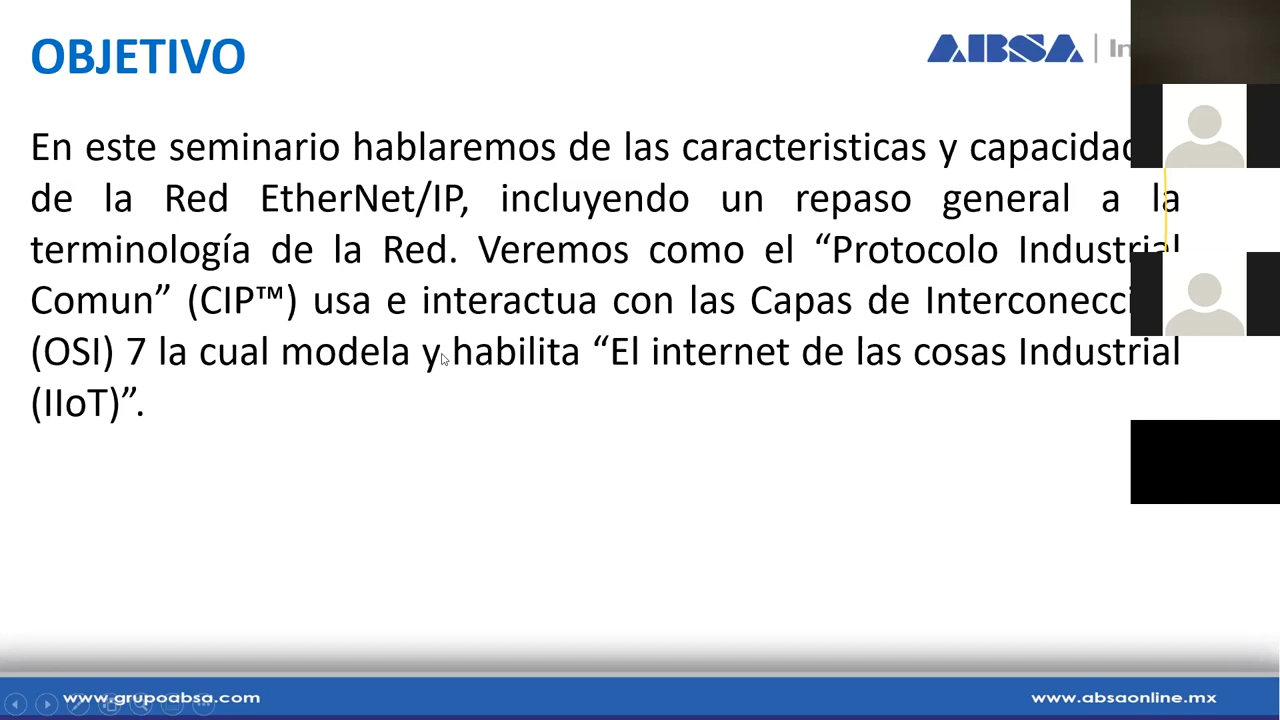 OBJETIVO
ABSA
En este seminario hablaremos de las caracteristicas y
de la Red EtherNet/IP, incluyendo un repaso general a la
terminología de la Red. Veremos como el “Protocolo Industrial
Comun” (CIP™) usa e interactua con las Capas de
(OSI) 7 la cual modela y habilita “El internet de las cosas Industrial
(IIoT)”.
www.grupoabsa.com
www.absaonline.mx